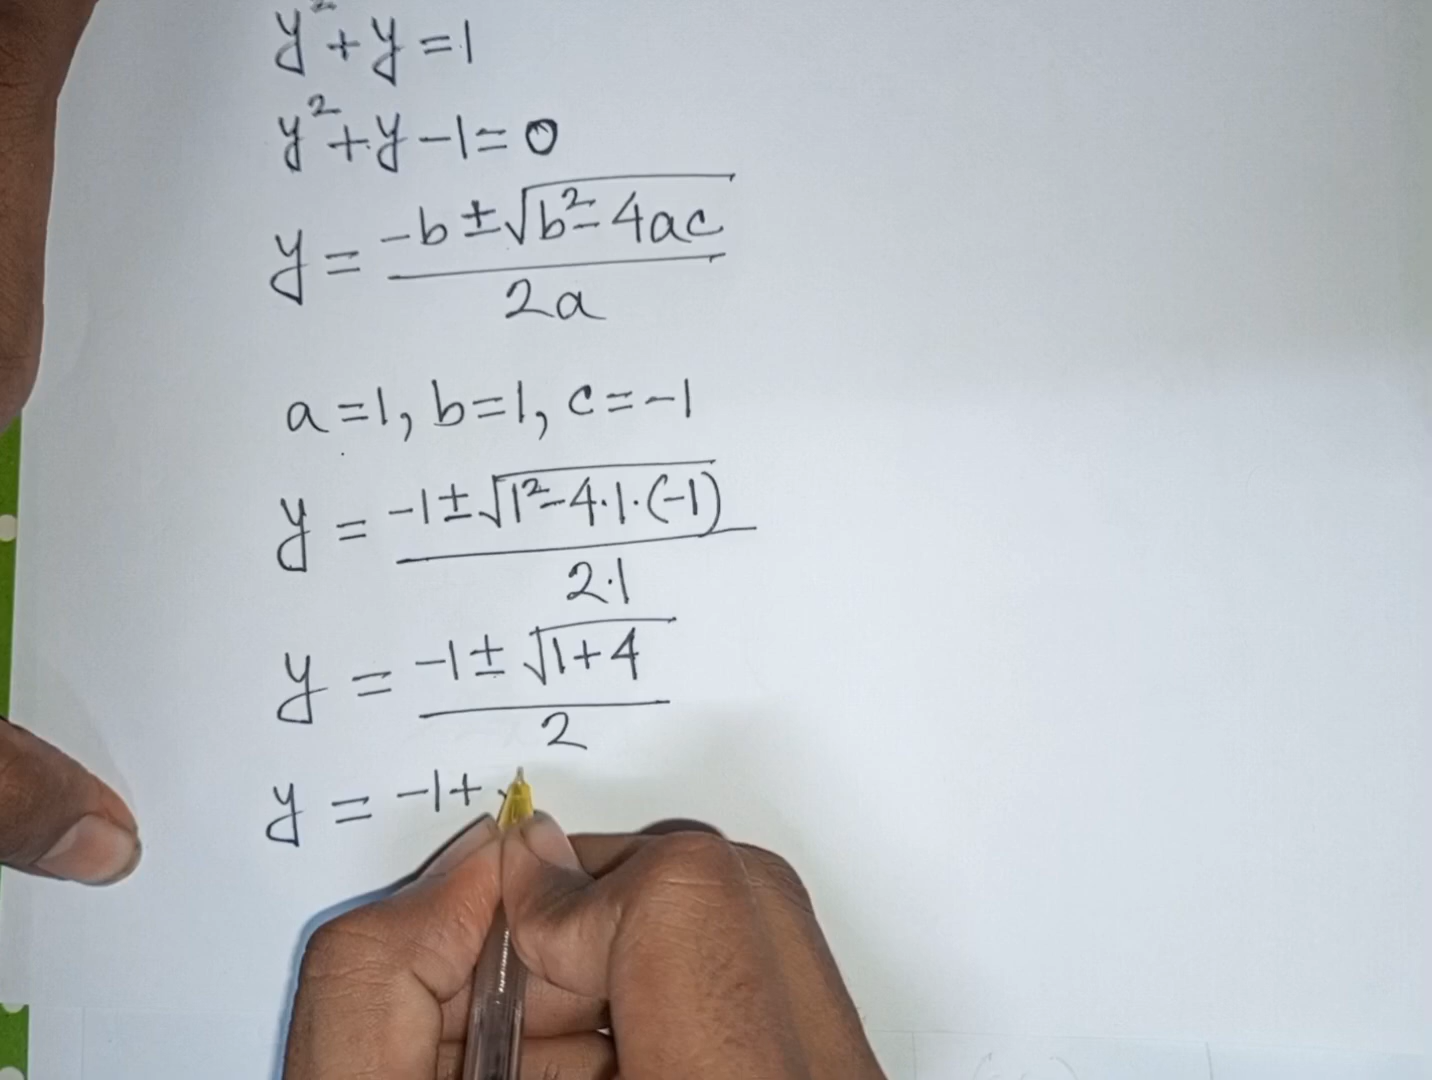 y² + y = 1
y² + y - 1 = 0
y = (-b ± √(b² - 4ac)) / 2a
a = 1, b = 1, c = -1
y = (-1 ± √(1² - 4·1·(-1))) / 2·1
y = (-1 ± √(1+4)) / 2
y = -1 +